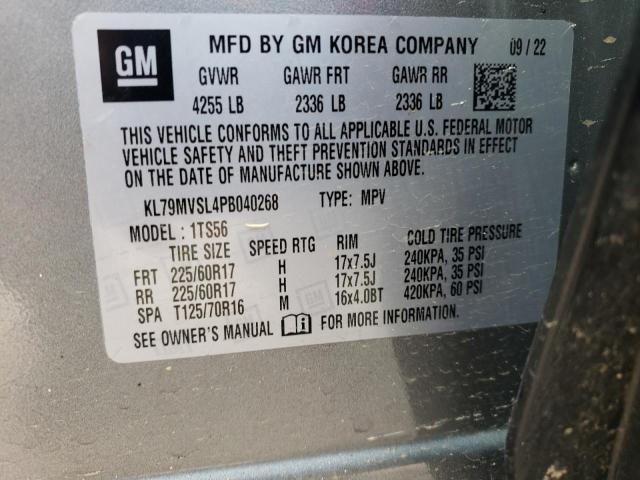 GM MFD BY GM KOREA COMPANY 09 / 22
GVWR GAWR FRT GAWR RR
4255 LB 2336 LB 2336 LB
THIS VEHICLE CONFORMS TO ALL APPLICABLE U.S. FEDERAL MOTOR
VEHICLE SAFETY AND THEFT PREVENTION STANDARDS IN EFFECT
ON THE DATE OF MANUFACTURE SHOWN ABOVE.
KL79MVSL4PB040268 TYPE: MPV
MODEL : 1TS56
TIRE SIZE SPEED RTG RIM COLD TIRE PRESSURE
FRT 225/60R17 H 17x7.5J 240KPA, 35 PSI
RR 225/60R17 H 17x7.5J 240KPA, 35 PSI
SPA T125/70R16 M 16x4.0BT 420KPA, 60 PSI
SEE OWNER'S MANUAL FOR MORE INFORMATION.